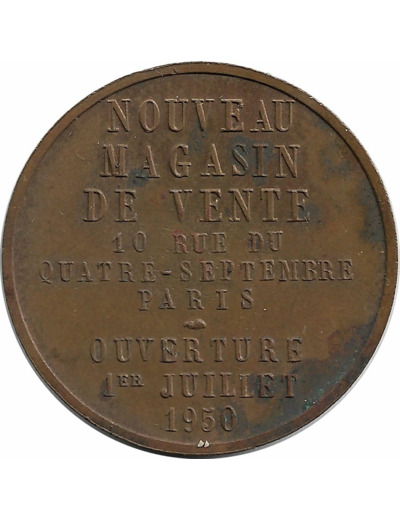 NOUVEAU
MAGASIN
DE VENTE
10 RUE DU
QUATRE-SEPTEMBRE
PARIS
OUVERTURE
1ER JUILLET
1950